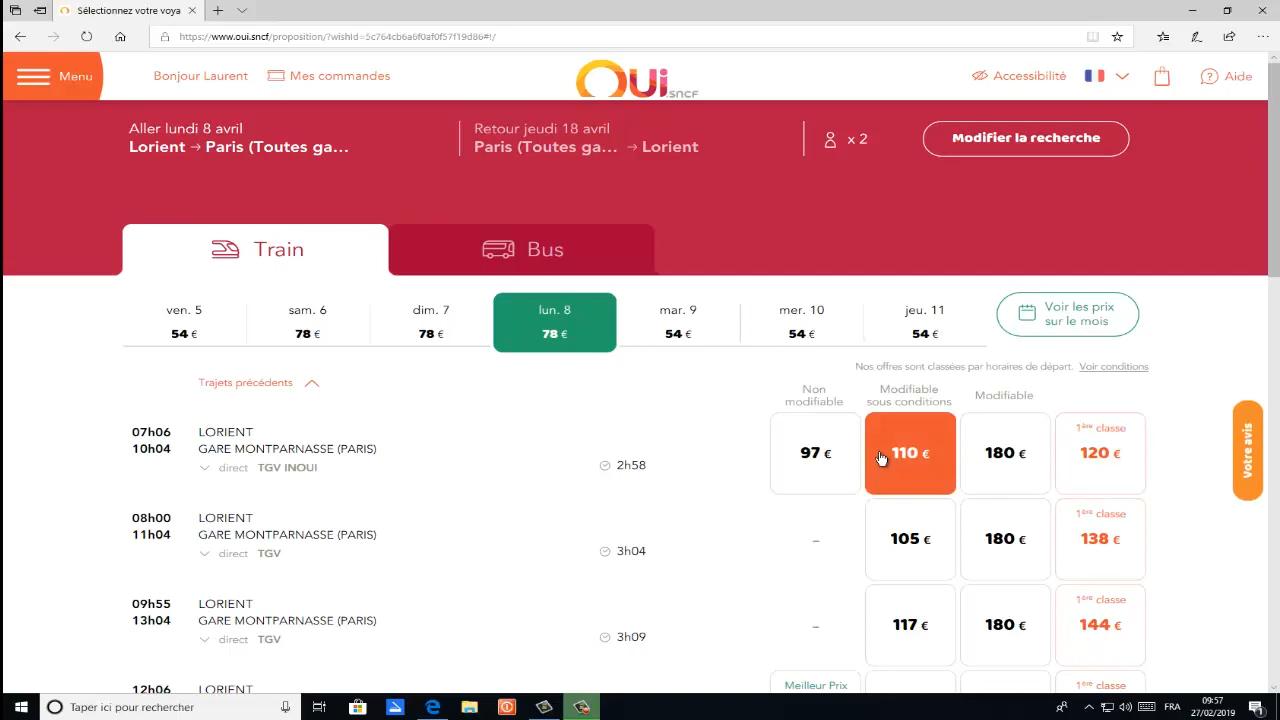 Sélectionnez votre voya
https://www.oui.sncf/proposition/?wishId=5c764cb6a6f0af0f57f19d86#!/
Menu
Bonjour Laurent
Mes commandes
OUI.sncf
Accessibilité
Aide
Aller lundi 8 avril
Lorient → Paris (Toutes ga...
Retour jeudi 18 avril
Paris (Toutes ga... → Lorient
x 2
Modifier la recherche
Train
Bus
ven. 5
sam. 6
dim. 7
lun. 8
mar. 9
mer. 10
jeu. 11
54 €
78 €
78 €
78 €
54 €
54 €
54 €
Voir les prix
sur le mois
Nos offres sont classées par horaires de départ. Voir conditions
Trajets précédents
Non
modifiable
Modifiable
sous conditions
Modifiable
07h06 LORIENT
10h04 GARE MONTPARNASSE (PARIS)
direct TGV INOUI
2h58
97 €
110 €
180 €
1ère classe
120 €
08h00 LORIENT
11h04 GARE MONTPARNASSE (PARIS)
direct TGV
3h04
–
105 €
180 €
1ère classe
138 €
09h55 LORIENT
13h04 GARE MONTPARNASSE (PARIS)
direct TGV
3h09
–
117 €
180 €
1ère classe
144 €
12h06 LORIENT
Meilleur Prix
1ère classe
Votre avis
Taper ici pour rechercher
FRA
09:57
27/02/2019